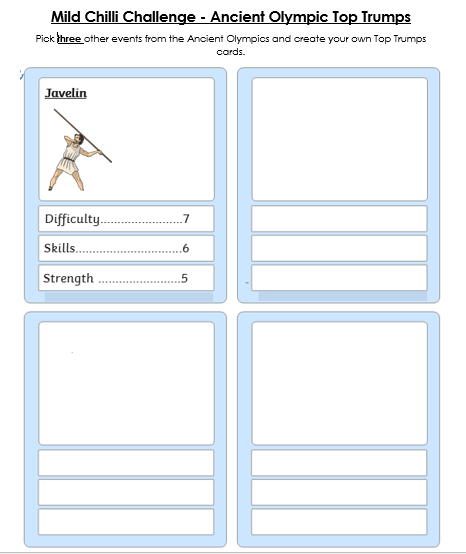 Mild Chilli Challenge - Ancient Olympic Top Trumps
Pick three other events from the Ancient Olympics and create your own Top Trumps
cards.
Javelin
Difficulty........................7
Skills...............................6
Strength ........................5